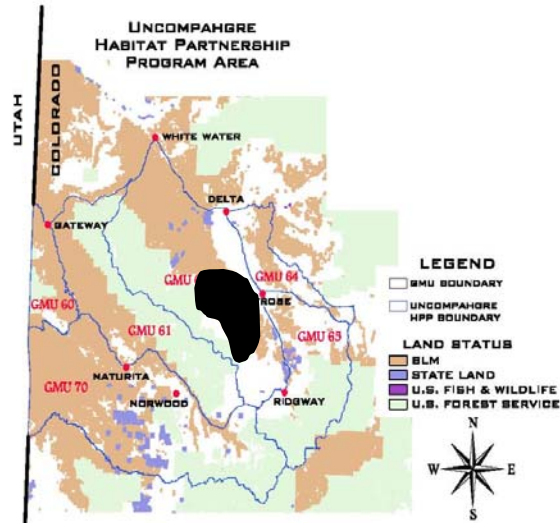 UNCOMPAHGRE
HABITAT PARTNERSHIP
PROGRAM AREA
UTAH
COLORADO
WHITE WATER
DELTA
GATEWAY
GMU
GMU 64
GMU 60
ROSE
GMU 61
GMU 65
NATURITA
GMU 70
NORWOOD
RIDGWAY
LEGEND
GMU BOUNDARY
UNCOMPAHGRE
HPP BOUNDARY
LAND STATUS
BLM
STATE LAND
U.S. FISH & WILDLIFE
U.S. FOREST SERVICE
N
W E
S